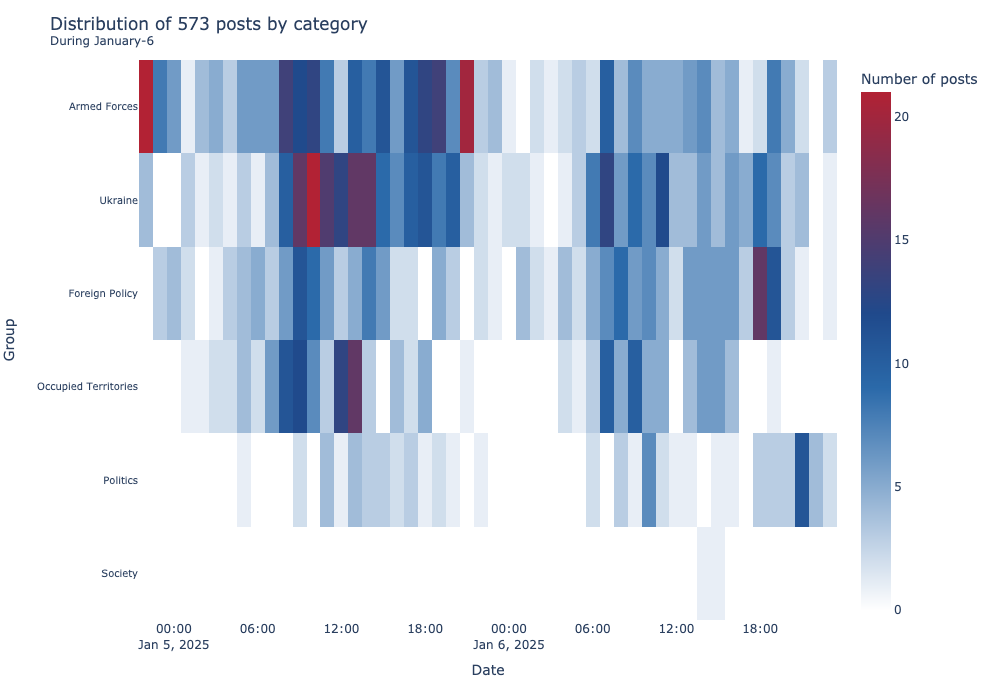 Distribution of 573 posts by category
During January-6
Number of posts
Armed Forces
Ukraine
Foreign Policy
Occupied Territories
Politics
Society
Group
20
15
10
5
0
00:00 06:00 12:00 18:00 00:00 06:00 12:00 18:00
Jan 5, 2025 Jan 6, 2025
Date